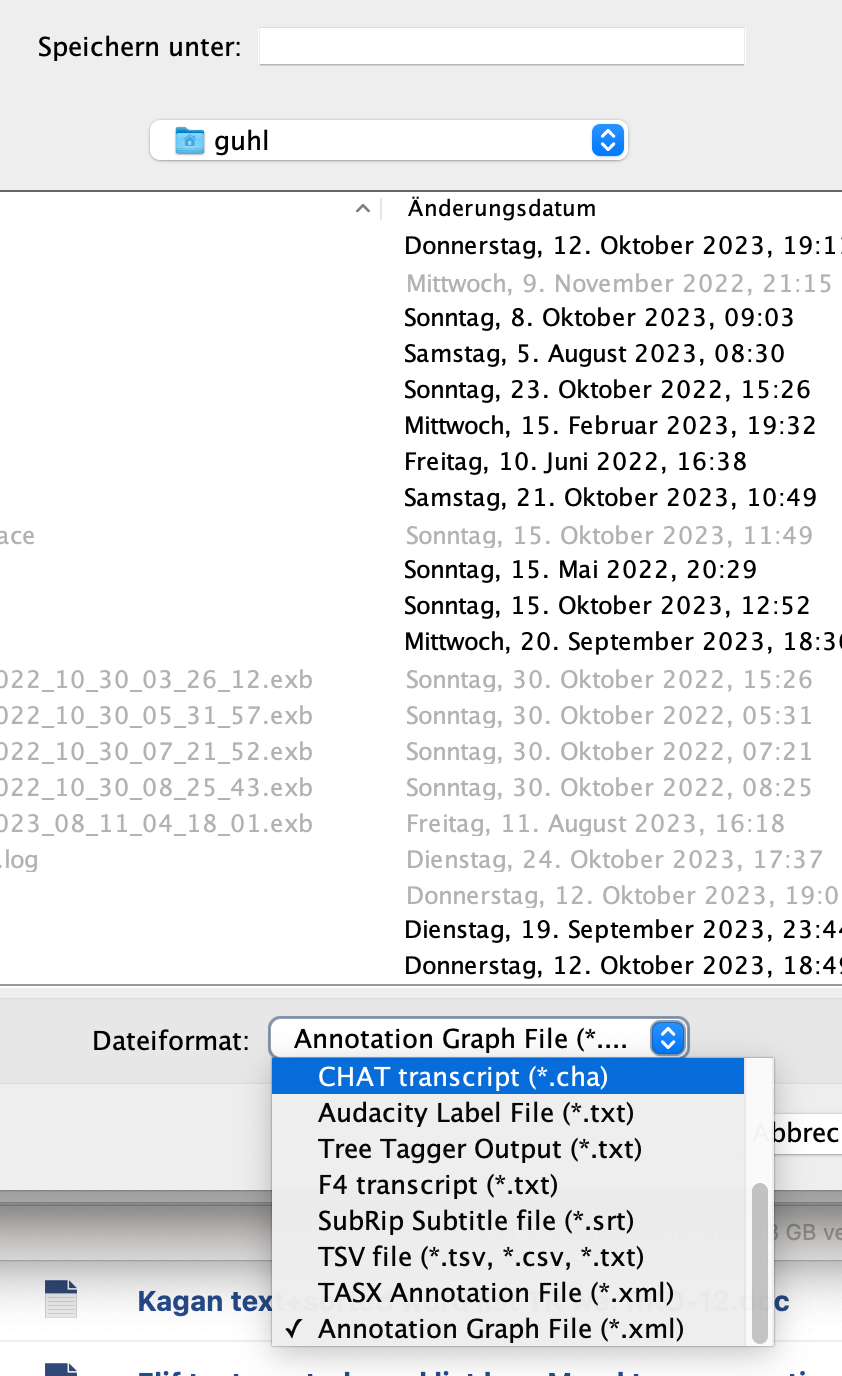 Speichern unter:
guhl
Änderungsdatum
Donnerstag, 12. Oktober 2023, 19:1
Mittwoch, 9. November 2022, 21:15
Sonntag, 8. Oktober 2023, 09:03
Samstag, 5. August 2023, 08:30
Sonntag, 23. Oktober 2022, 15:26
Mittwoch, 15. Februar 2023, 19:32
Freitag, 10. Juni 2022, 16:38
Samstag, 21. Oktober 2023, 10:49
ace Sonntag, 15. Oktober 2023, 11:49
Sonntag, 15. Mai 2022, 20:29
Sonntag, 15. Oktober 2023, 12:52
Mittwoch, 20. September 2023, 18:30
022_10_30_03_26_12.exb Sonntag, 30. Oktober 2022, 15:26
022_10_30_05_31_57.exb Sonntag, 30. Oktober 2022, 05:31
022_10_30_07_21_52.exb Sonntag, 30. Oktober 2022, 07:21
022_10_30_08_25_43.exb Sonntag, 30. Oktober 2022, 08:25
023_08_11_04_18_01.exb Freitag, 11. August 2023, 16:18
.log Dienstag, 24. Oktober 2023, 17:37
Donnerstag, 12. Oktober 2023, 19:0
Dienstag, 19. September 2023, 23:44
Donnerstag, 12. Oktober 2023, 18:49
Dateiformat: Annotation Graph File (*....
CHAT transcript (*.cha)
Audacity Label File (*.txt)
Abbrec
Tree Tagger Output (*.txt)
F4 transcript (*.txt)
SubRip Subtitle file (*.srt)
GB ve
TSV file (*.tsv, *.csv, *.txt)
TASX Annotation File (*.xml)
Kagan text
✓ Annotation Graph File (*.xml)